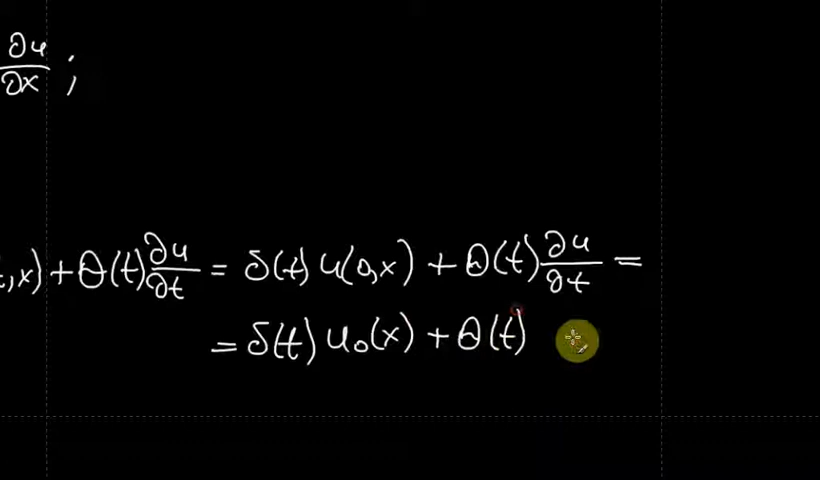 ∂u/∂x ;
,x) + θ(t) ∂u/∂t = δ(t) u(0,x) + θ(t) ∂u/∂t =
= δ(t) u₀(x) + θ(t)